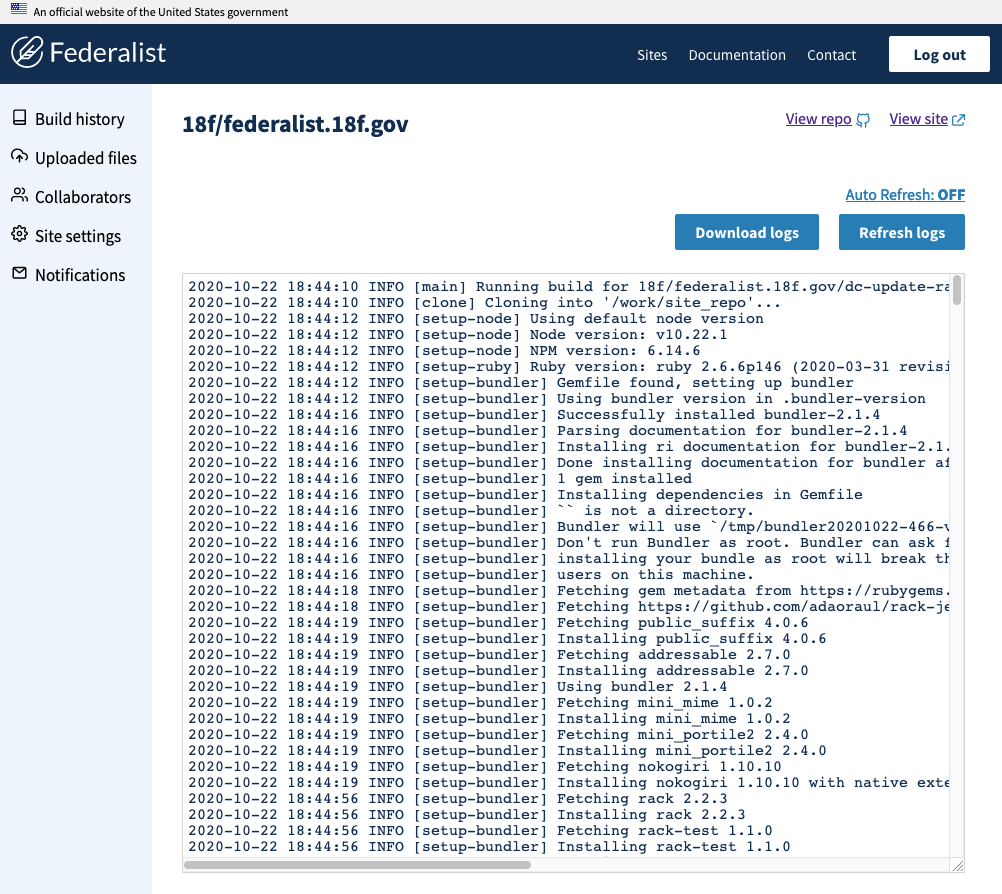 An official website of the United States government
Federalist
Sites Documentation Contact Log out
Build history
Uploaded files
Collaborators
Site settings
Notifications
18f/federalist.18f.gov
View repo View site
Auto Refresh: OFF
Download logs Refresh logs
2020-10-22 18:44:10 INFO [main] Running build for 18f/federalist.18f.gov/dc-update-ra
2020-10-22 18:44:10 INFO [clone] Cloning into '/work/site_repo'...
2020-10-22 18:44:12 INFO [setup-node] Using default node version
2020-10-22 18:44:12 INFO [setup-node] Node version: v10.22.1
2020-10-22 18:44:12 INFO [setup-node] NPM version: 6.14.6
2020-10-22 18:44:12 INFO [setup-ruby] Ruby version: ruby 2.6.6p146 (2020-03-31 revisi
2020-10-22 18:44:12 INFO [setup-bundler] Gemfile found, setting up bundler
2020-10-22 18:44:12 INFO [setup-bundler] Using bundler version in .bundler-version
2020-10-22 18:44:16 INFO [setup-bundler] Successfully installed bundler-2.1.4
2020-10-22 18:44:16 INFO [setup-bundler] Parsing documentation for bundler-2.1.4
2020-10-22 18:44:16 INFO [setup-bundler] Installing ri documentation for bundler-2.1.
2020-10-22 18:44:16 INFO [setup-bundler] Done installing documentation for bundler af
2020-10-22 18:44:16 INFO [setup-bundler] 1 gem installed
2020-10-22 18:44:16 INFO [setup-bundler] Installing dependencies in Gemfile
2020-10-22 18:44:16 INFO [setup-bundler] `` is not a directory.
2020-10-22 18:44:16 INFO [setup-bundler] Bundler will use `/tmp/bundler20201022-466-v
2020-10-22 18:44:16 INFO [setup-bundler] Don't run Bundler as root. Bundler can ask f
2020-10-22 18:44:16 INFO [setup-bundler] installing your bundle as root will break th
2020-10-22 18:44:16 INFO [setup-bundler] users on this machine.
2020-10-22 18:44:18 INFO [setup-bundler] Fetching gem metadata from https://rubygems.
2020-10-22 18:44:18 INFO [setup-bundler] Fetching https://github.com/adaoraul/rack-je
2020-10-22 18:44:19 INFO [setup-bundler] Fetching public_suffix 4.0.6
2020-10-22 18:44:19 INFO [setup-bundler] Installing public_suffix 4.0.6
2020-10-22 18:44:19 INFO [setup-bundler] Fetching addressable 2.7.0
2020-10-22 18:44:19 INFO [setup-bundler] Installing addressable 2.7.0
2020-10-22 18:44:19 INFO [setup-bundler] Using bundler 2.1.4
2020-10-22 18:44:19 INFO [setup-bundler] Fetching mini_mime 1.0.2
2020-10-22 18:44:19 INFO [setup-bundler] Installing mini_mime 1.0.2
2020-10-22 18:44:19 INFO [setup-bundler] Fetching mini_portile2 2.4.0
2020-10-22 18:44:19 INFO [setup-bundler] Installing mini_portile2 2.4.0
2020-10-22 18:44:19 INFO [setup-bundler] Fetching nokogiri 1.10.10
2020-10-22 18:44:19 INFO [setup-bundler] Installing nokogiri 1.10.10 with native exte
2020-10-22 18:44:56 INFO [setup-bundler] Fetching rack 2.2.3
2020-10-22 18:44:56 INFO [setup-bundler] Installing rack 2.2.3
2020-10-22 18:44:56 INFO [setup-bundler] Fetching rack-test 1.1.0
2020-10-22 18:44:56 INFO [setup-bundler] Installing rack-test 1.1.0